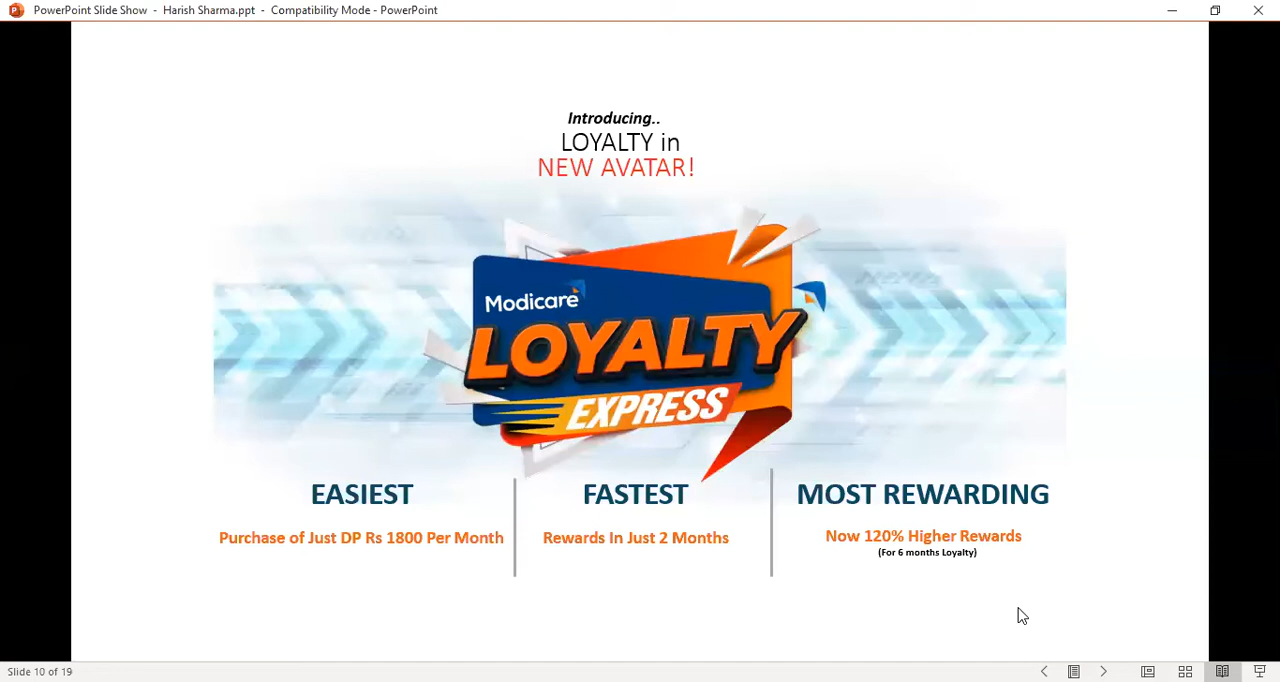 PowerPoint Slide Show - Harish Sharma.ppt - Compatibility Mode - PowerPoint
Introducing..
LOYALTY in
NEW AVATAR!
Modicare
LOYALTY
EXPRESS
EASIEST
FASTEST
MOST REWARDING
Purchase of Just DP Rs 1800 Per Month
Rewards In Just 2 Months
Now 120% Higher Rewards
(For 6 months Loyalty)
Slide 10 of 19